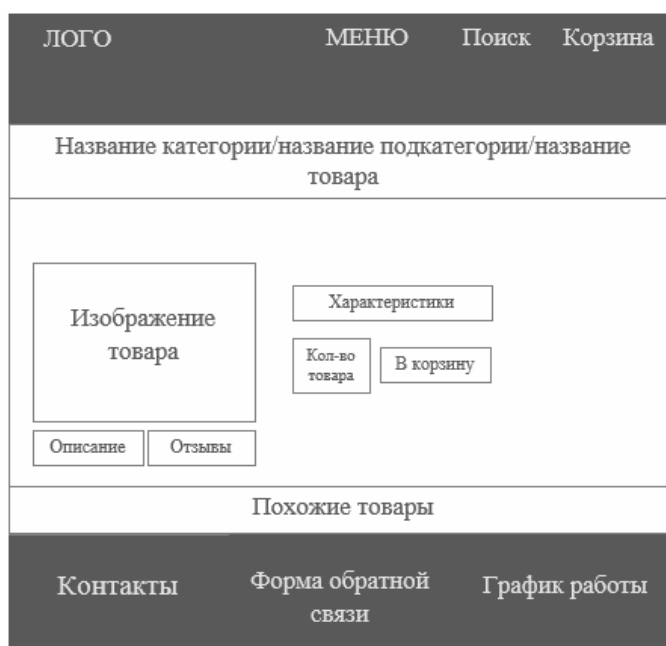 ЛОГО МЕНЮ Поиск Корзина
Название категории/название подкатегории/название
товара
Изображение
товара
Характеристики
Кол-во
товара
В корзину
Описание Отзывы
Похожие товары
Контакты
Форма обратной
связи
График работы